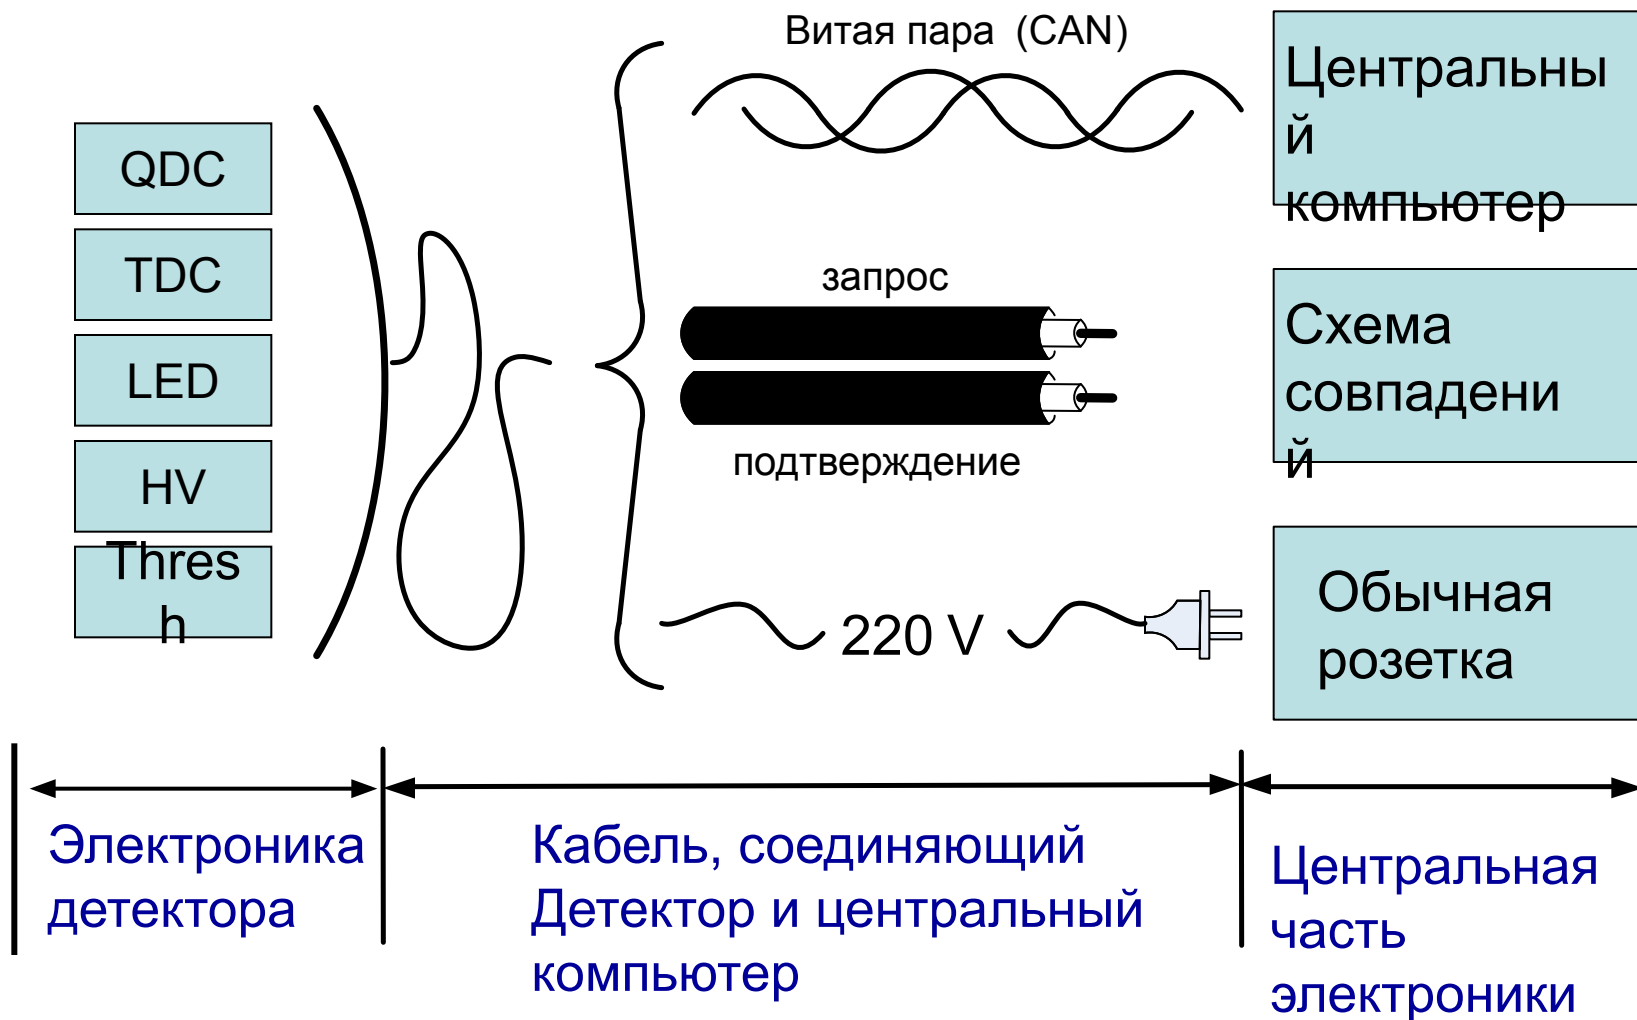 QDC
TDC
LED
HV
Thres
h
Витая пара (CAN)
запрос
подтверждение
220 V
Центральны
й
компьютер
Схема
совпадени
й
Обычная
розетка
Электроника
детектора
Кабель, соединяющий
Детектор и центральный
компьютер
Центральная
часть
электроники